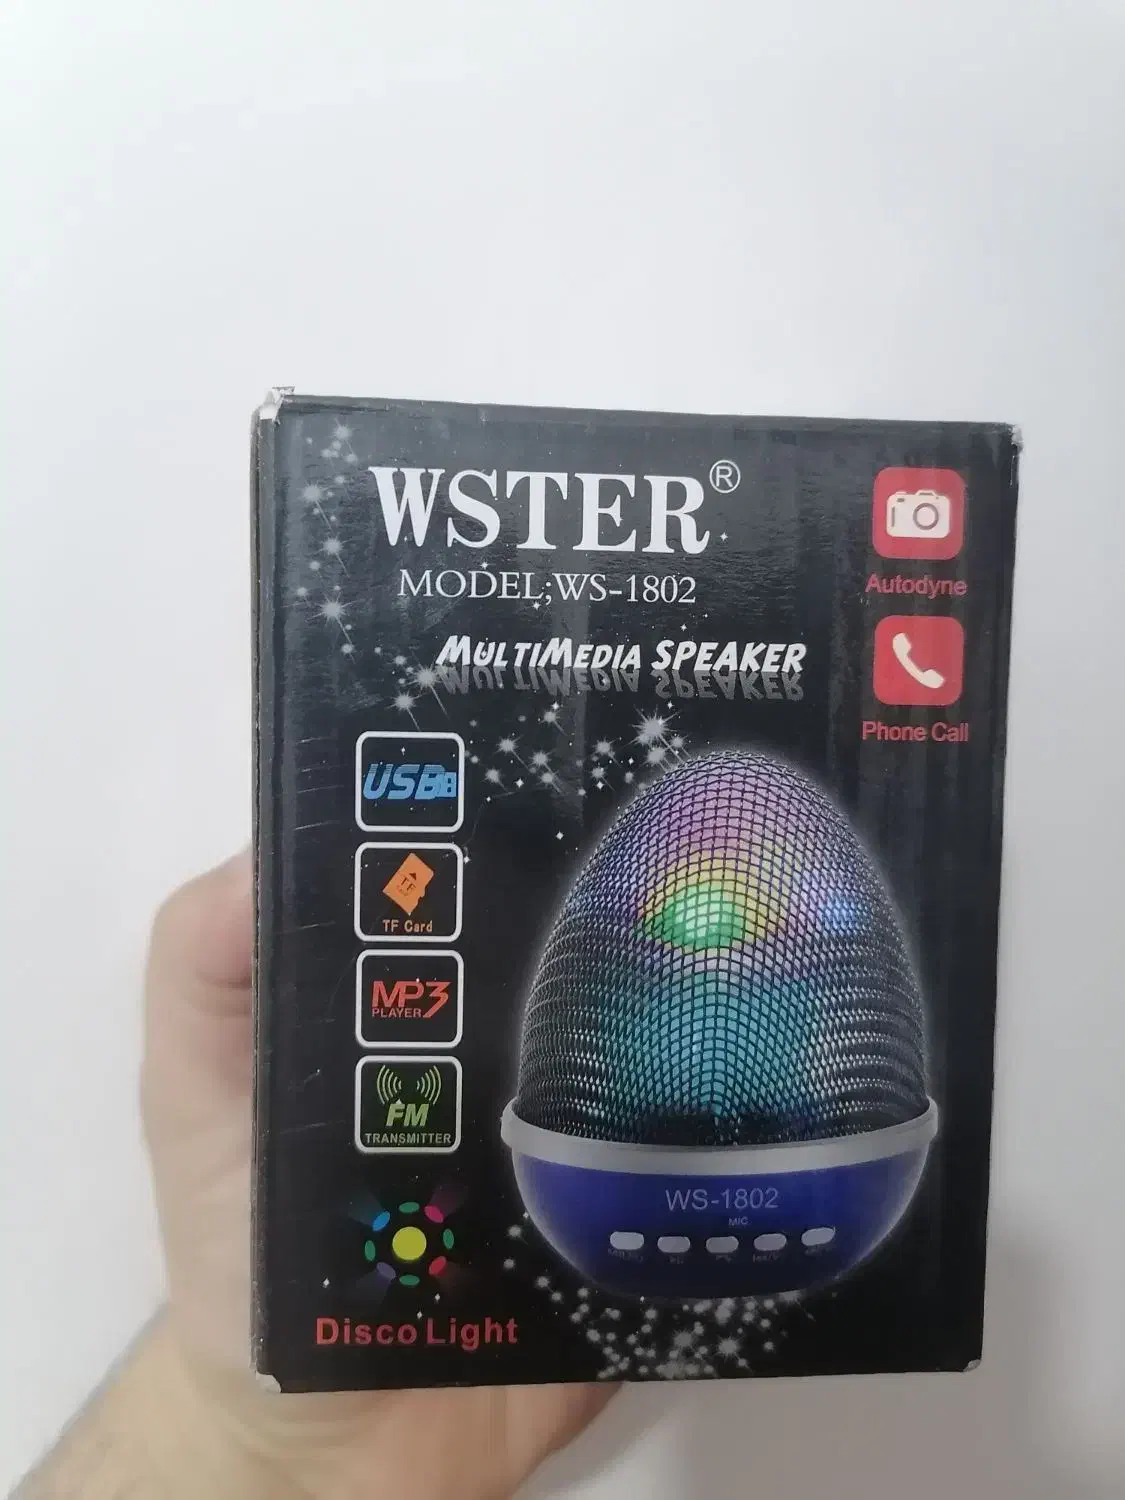 WSTER®
MODEL;WS-1802
MULTIMEDIA SPEAKER
Autodyne
Phone Call
USB
TF
TF Card
MP3
PLAYER
FM
TRANSMITTER
Disco Light
WS-1802
MIC